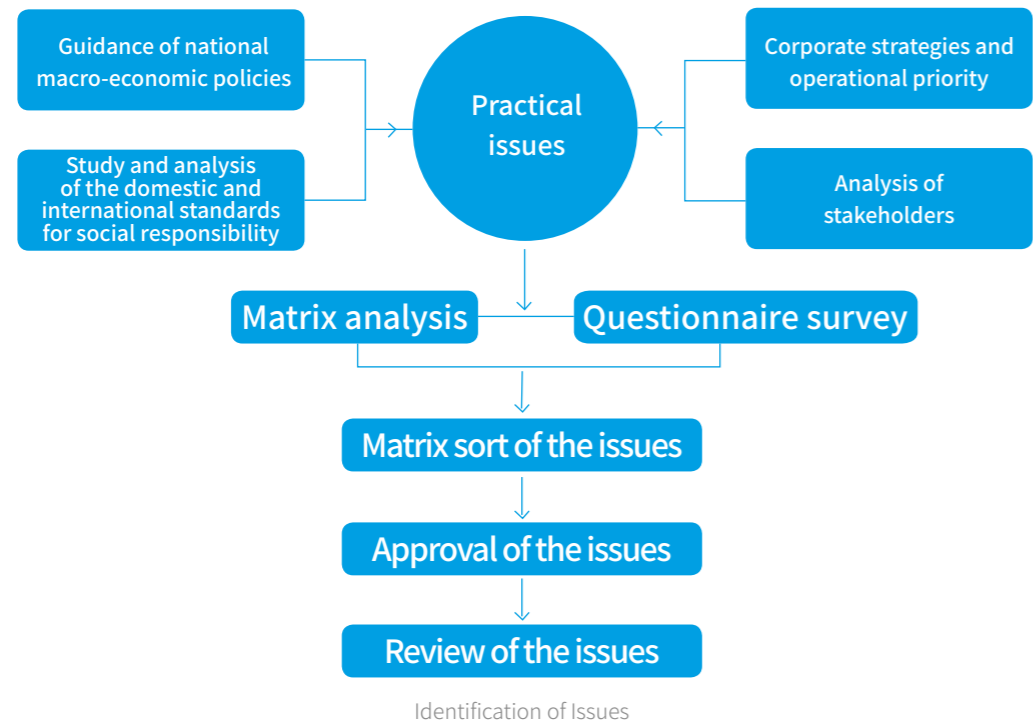 Guidance of national
macro-economic policies
Study and analysis
of the domestic and
international standards
for social responsibility
Practical
issues
Corporate strategies and
operational priority
Analysis of
stakeholders
Matrix analysis
Questionnaire survey
Matrix sort of the issues
Approval of the issues
Review of the issues
Identification of Issues